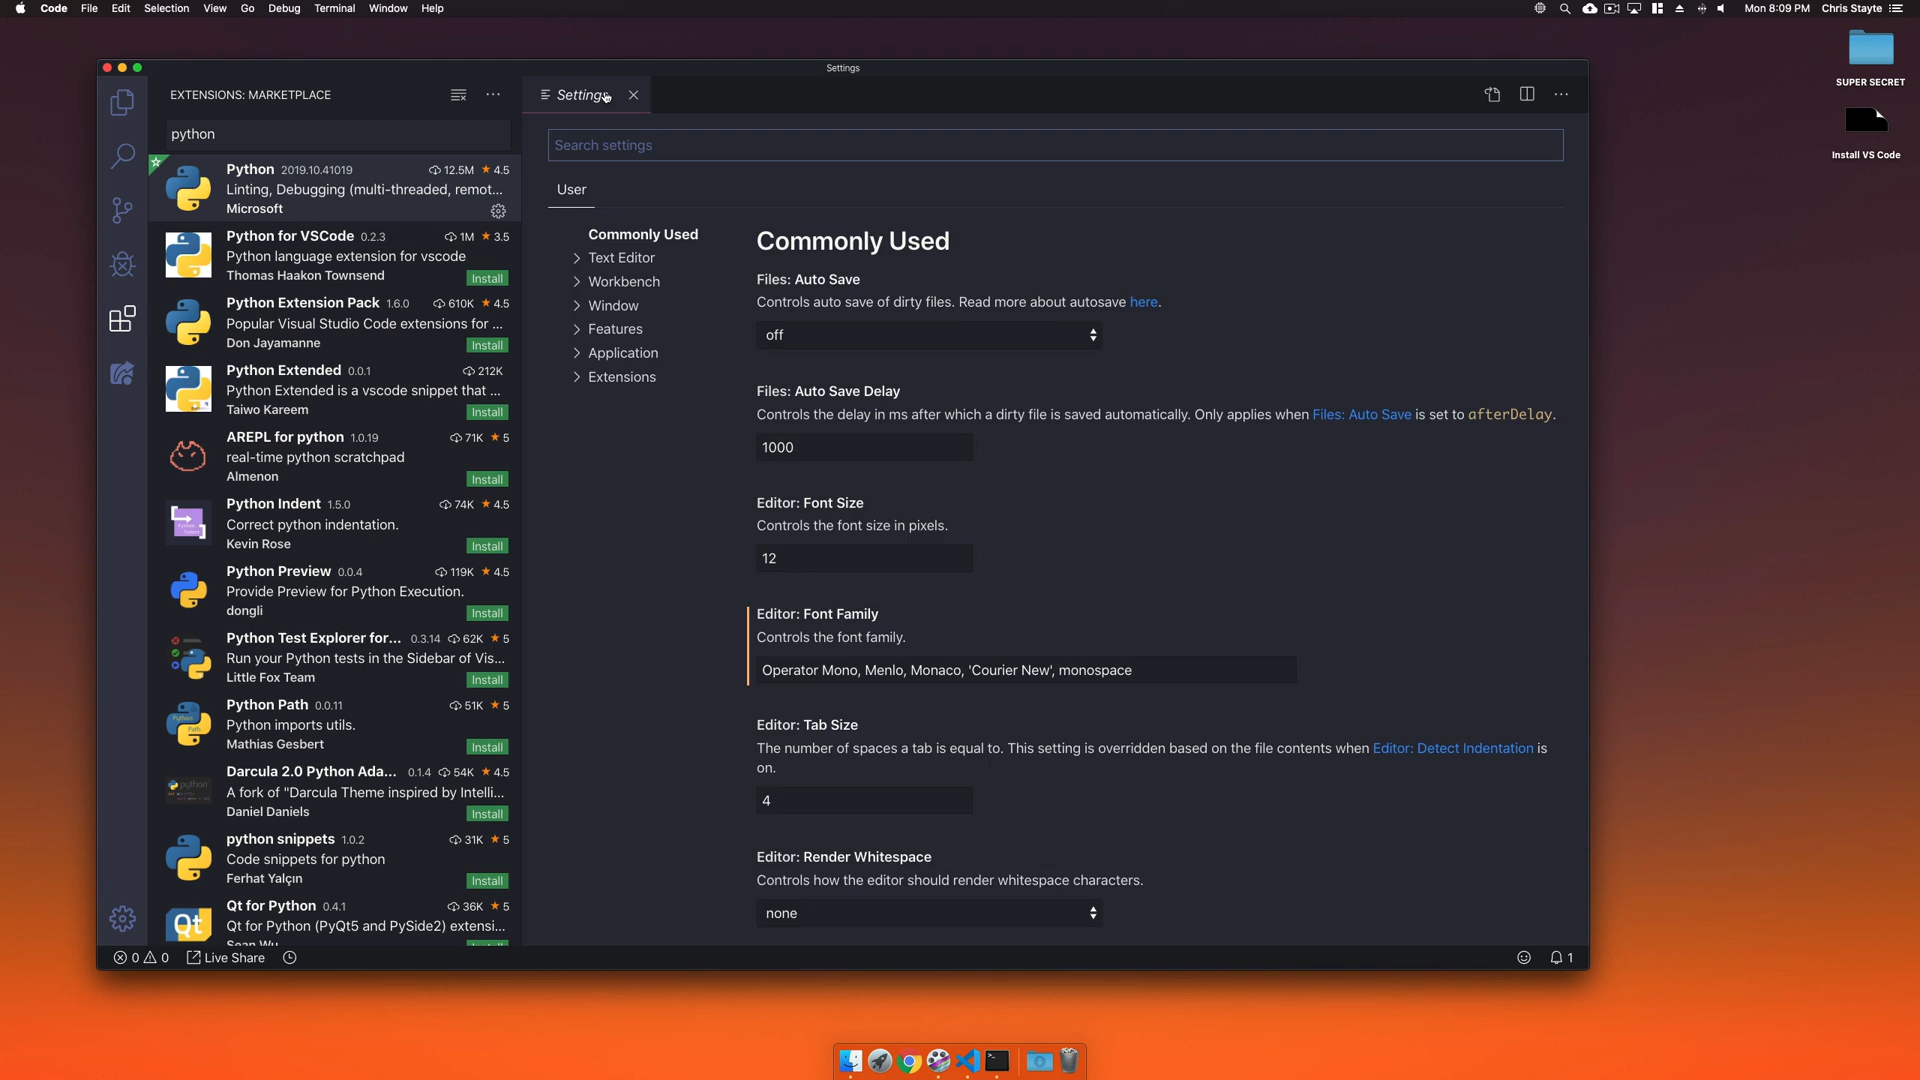 Code File Edit Selection View Go Debug Terminal Window Help
Mon 8:09 PM Chris Stayte
SUPER SECRET
Install VS Code
Settings
EXTENSIONS: MARKETPLACE
python
Python 2019.10.41019 12.5M 4.5
Linting, Debugging (multi-threaded, remot...
Microsoft
Python for VSCode 0.2.3 1M 3.5
Python language extension for vscode
Thomas Haakon Townsend Install
Python Extension Pack 1.6.0 610K 4.5
Popular Visual Studio Code extensions for ...
Don Jayamanne Install
Python Extended 0.0.1 212K
Python Extended is a vscode snippet that ...
Taiwo Kareem Install
AREPL for python 1.0.19 71K 5
real-time python scratchpad
Almenon Install
Python Indent 1.5.0 74K 4.5
Correct python indentation.
Kevin Rose Install
Python Preview 0.0.4 119K 4.5
Provide Preview for Python Execution.
dongli Install
Python Test Explorer for... 0.3.14 62K 5
Run your Python tests in the Sidebar of Vis...
Little Fox Team Install
Python Path 0.0.11 51K 5
Python imports utils.
Mathias Gesbert Install
Darcula 2.0 Python Ada... 0.1.4 54K 4.5
A fork of "Darcula Theme inspired by Intelli...
Daniel Daniels Install
python snippets 1.0.2 31K 5
Code snippets for python
Ferhat Yalçın Install
Qt for Python 0.4.1 36K 5
Qt for Python (PyQt5 and PySide2) extensi...
Sean Wu Install
Settings
Search settings
User
Commonly Used
Text Editor
Workbench
Window
Features
Application
Extensions
Commonly Used
Files: Auto Save
Controls auto save of dirty files. Read more about autosave here.
off
Files: Auto Save Delay
Controls the delay in ms after which a dirty file is saved automatically. Only applies when Files: Auto Save is set to afterDelay.
1000
Editor: Font Size
Controls the font size in pixels.
12
Editor: Font Family
Controls the font family.
Operator Mono, Menlo, Monaco, 'Courier New', monospace
Editor: Tab Size
The number of spaces a tab is equal to. This setting is overridden based on the file contents when Editor: Detect Indentation is
on.
4
Editor: Render Whitespace
Controls how the editor should render whitespace characters.
none
0 0 Live Share
1